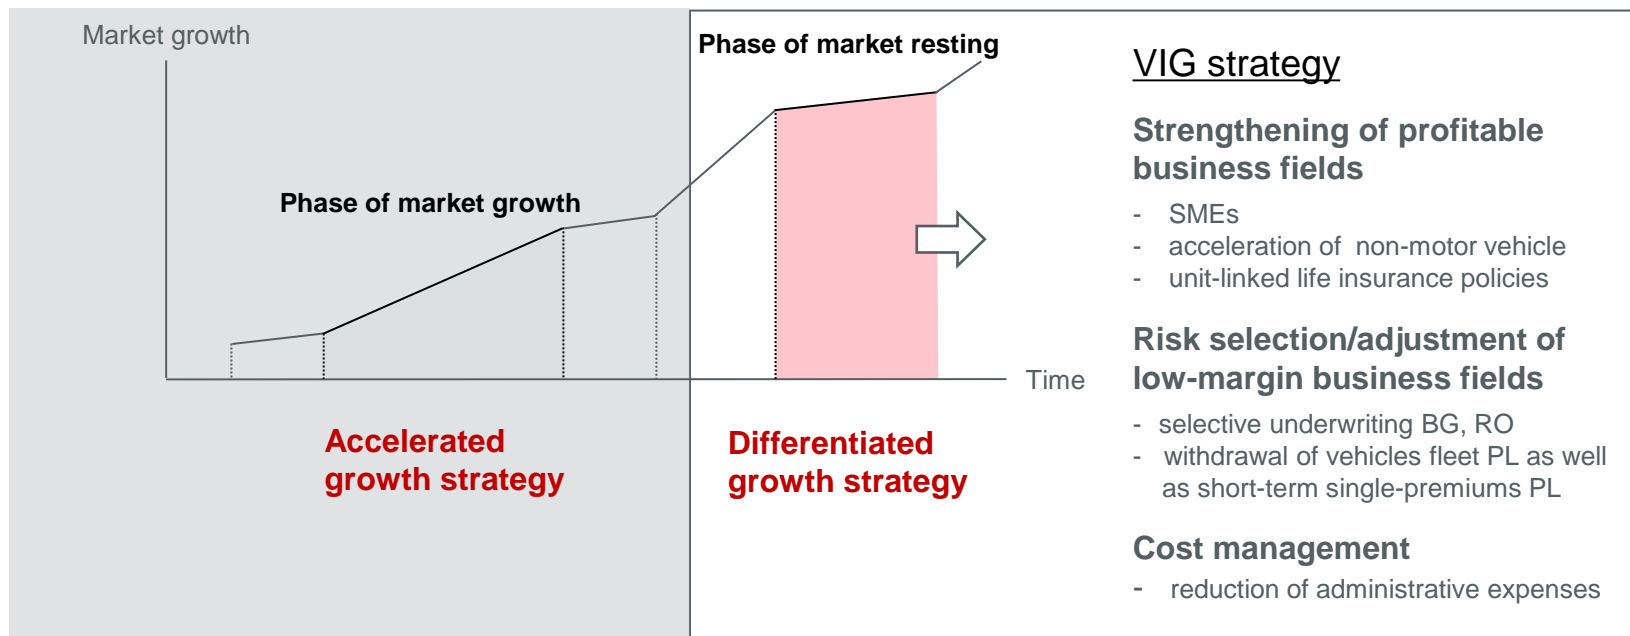 Market growth
Phase of market growth
Phase of market resting
Time
Accelerated
growth strategy
Differentiated
growth strategy
VIG strategy
Strengthening of profitable
business fields
- SMEs
- acceleration of non-motor vehicle
- unit-linked life insurance policies
Risk selection/adjustment of
low-margin business fields
- selective underwriting BG, RO
- withdrawal of vehicles fleet PL as well
as short-term single-premiums PL
Cost management
- reduction of administrative expenses